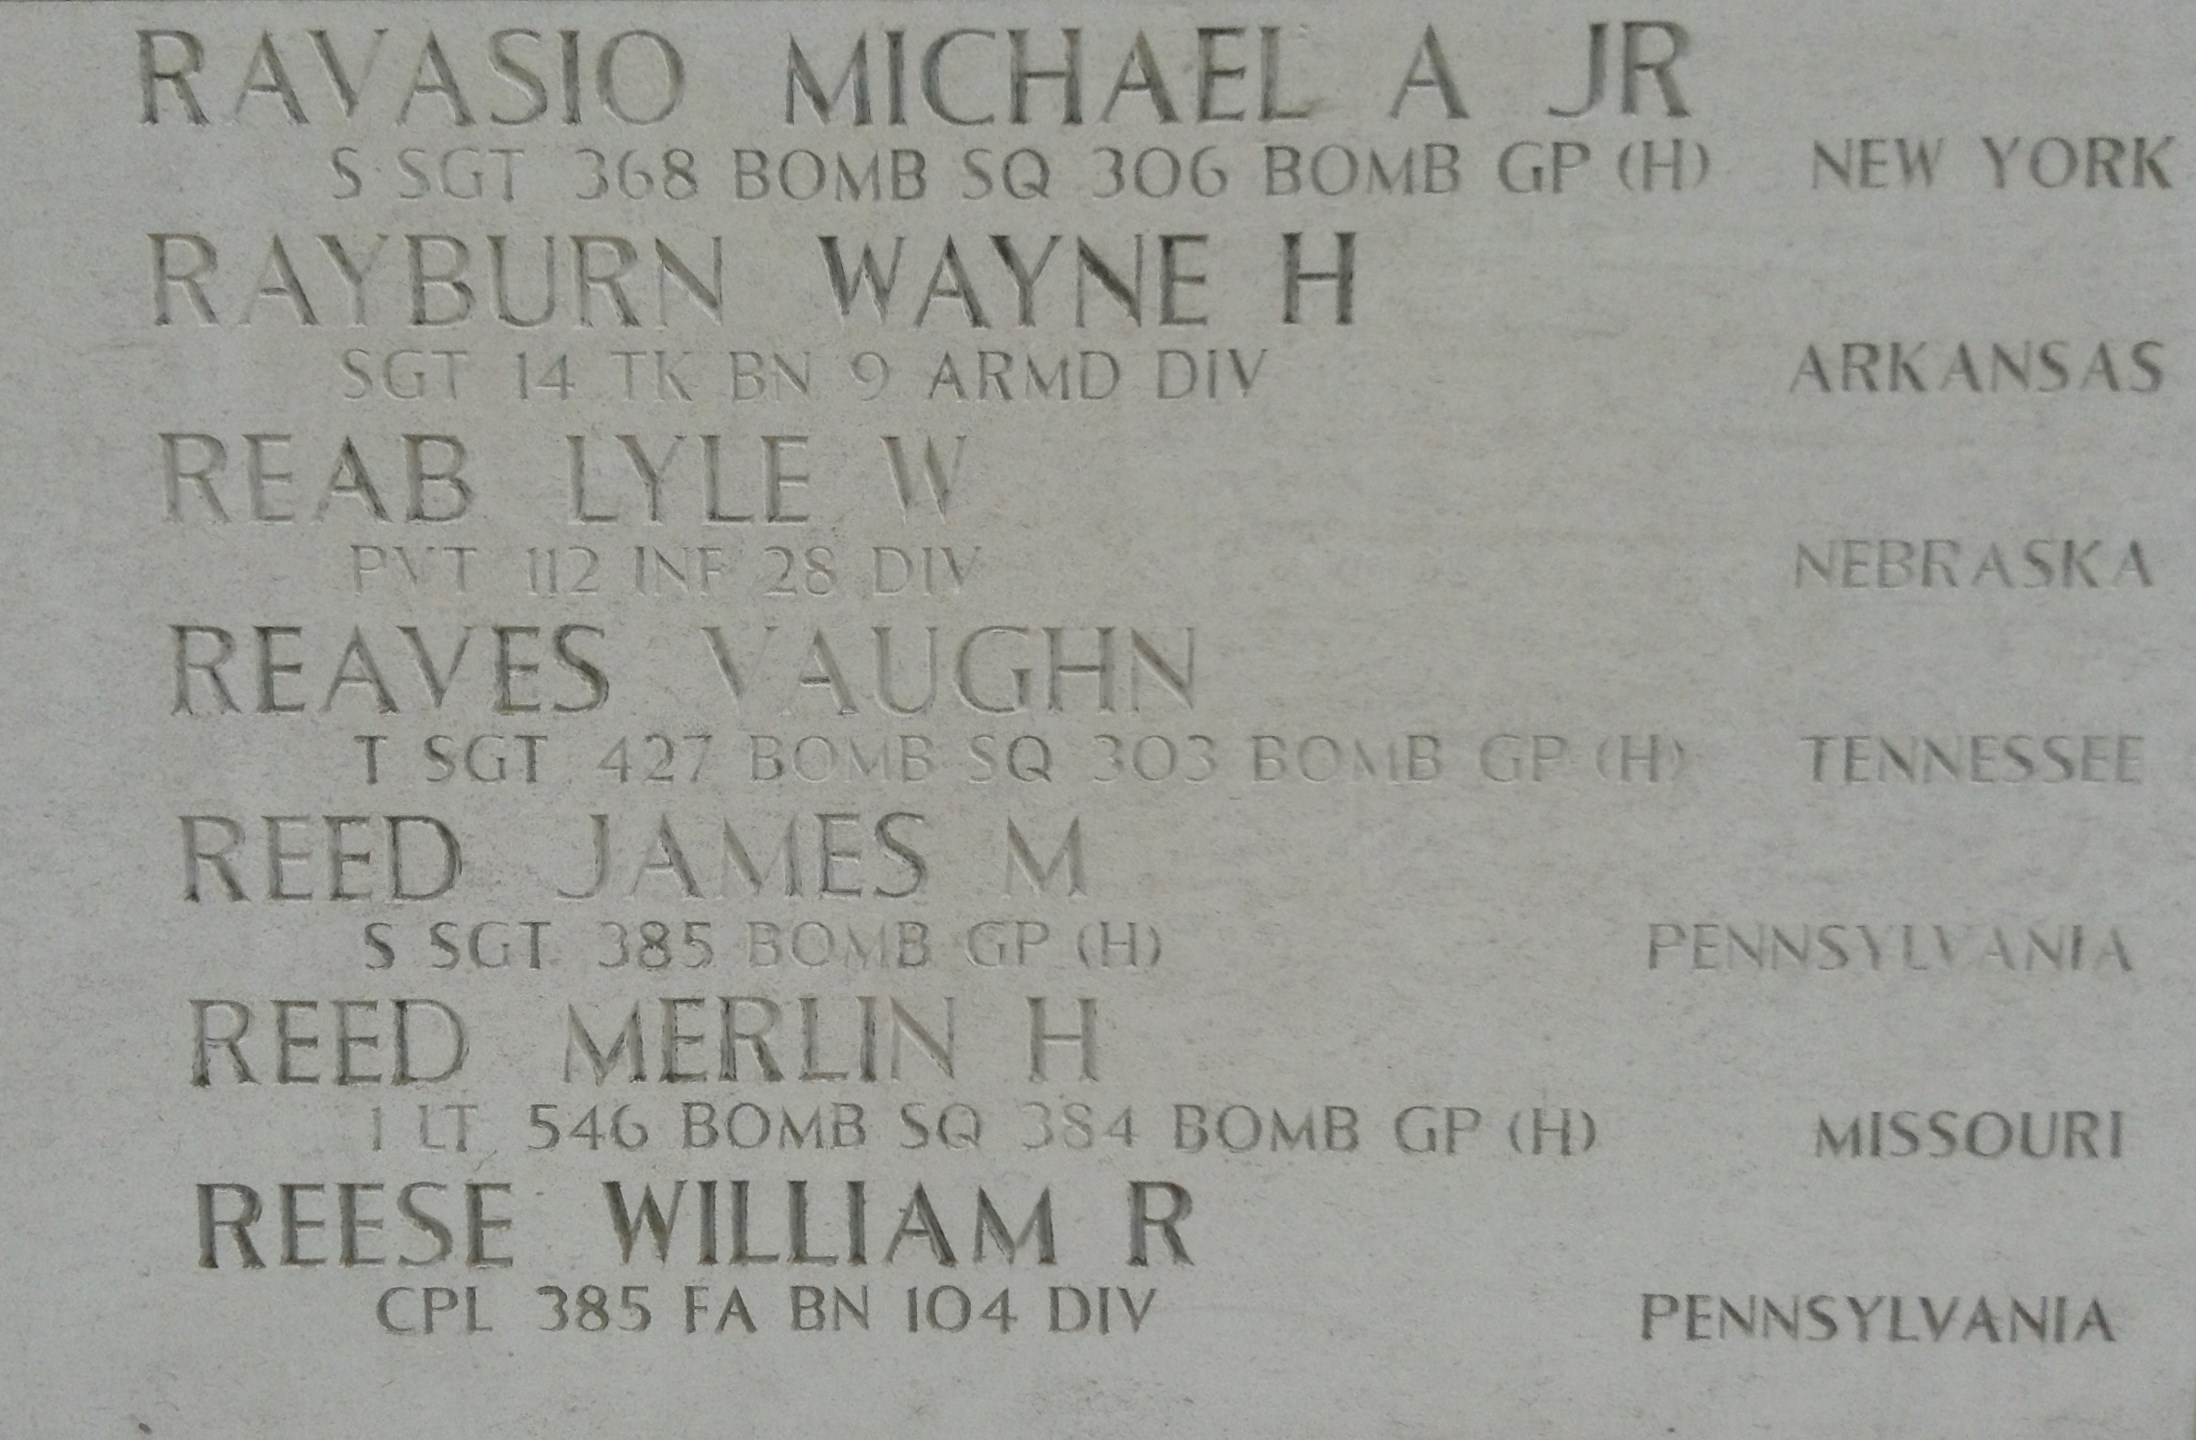 RAVASIO MICHAEL A JR
S SGT 368 BOMB SQ 306 BOMB GP (H) NEW YORK
RAYBURN WAYNE H
SGT 14 TK BN 9 ARMD DIV ARKANSAS
REAB LYLE W
PVT 112 INF 28 DIV NEBRASKA
REAVES VAUGHN
T SGT 427 BOMB SQ 303 BOMB GP (H) TENNESSEE
REED JAMES M
S SGT 385 BOMB GP (H) PENNSYLVANIA
REED MERLIN H
1 LT 546 BOMB SQ 384 BOMB GP (H) MISSOURI
REESE WILLIAM R
CPL 385 FA BN 104 DIV PENNSYLVANIA